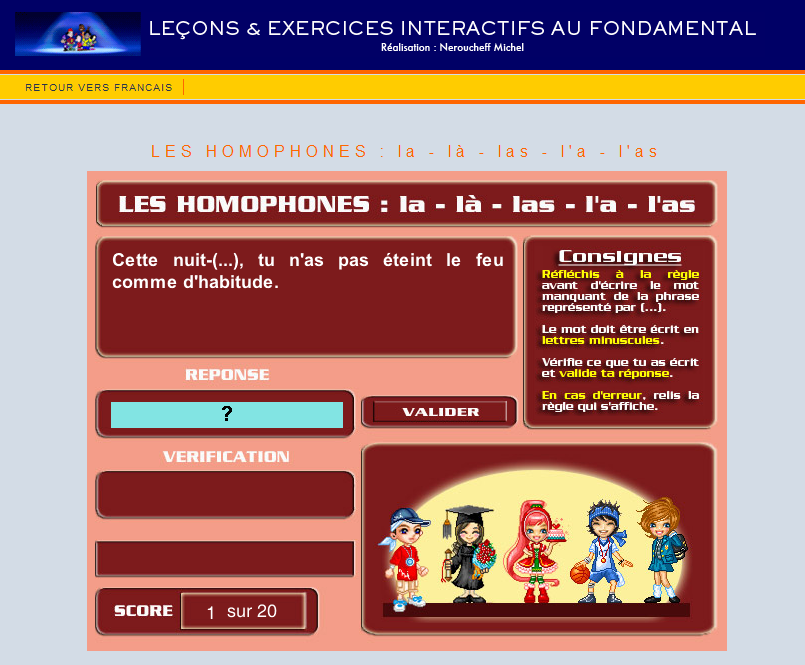 LEÇONS & EXERCICES INTERACTIFS AU FONDAMENTAL
Réalisation : Neroucheff Michel
RETOUR VERS FRANCAIS
LES HOMOPHONES : la - là - las - l'a - l'as
LES HOMOPHONES : la - là - las - l'a - l'as
Cette nuit-(...), tu n'as pas éteint le feu
comme d'habitude.
Consignes
Réfléchis à la règle
avant d'écrire le mot
manquant de la phrase
représenté par (...).
Le mot doit être écrit en
lettres minuscules.
Vérifie ce que tu as écrit
et valide ta réponse.
En cas d'erreur, relis la
règle qui s'affiche.
REPONSE
?
VALIDER
VERIFICATION
SCORE 1 sur 20